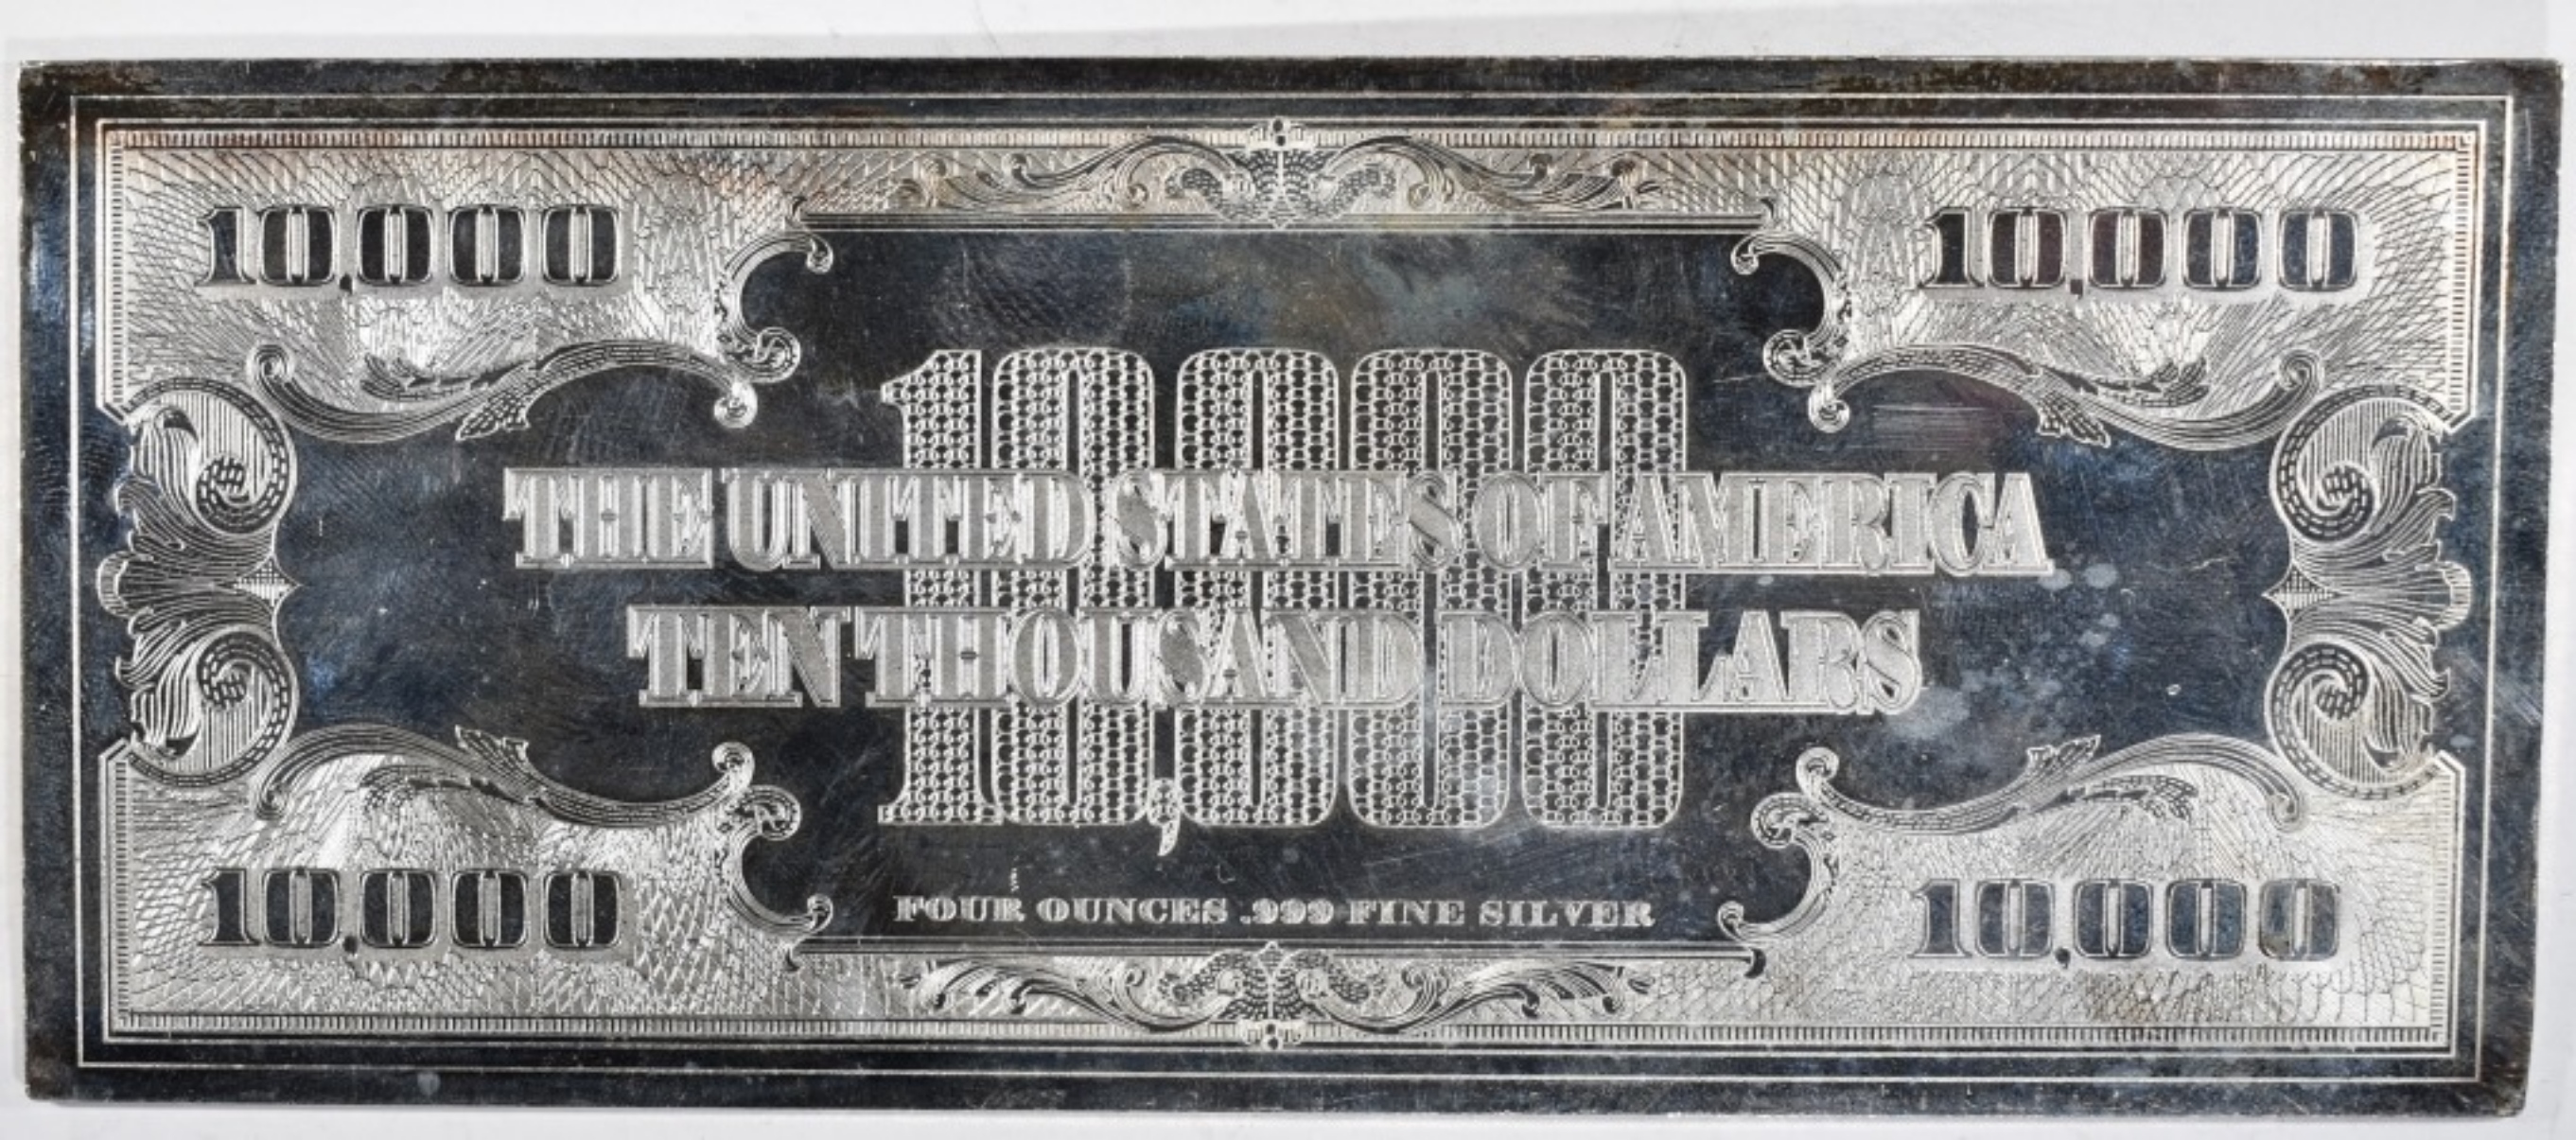 10,000 10,000
10,000
THE UNITED STATES OF AMERICA
TEN THOUSAND DOLLARS
FOUR OUNCES .999 FINE SILVER
10,000 10,000